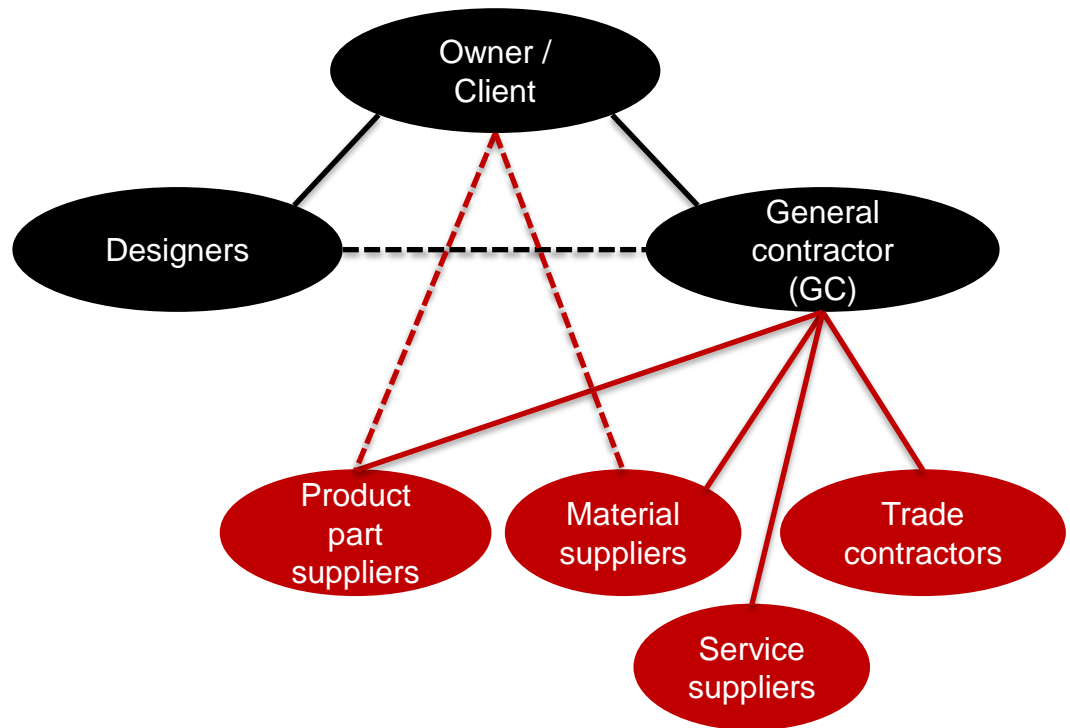 Owner /
Client
Designers
General
contractor
(GC)
Product
part
suppliers
Material
suppliers
Trade
contractors
Service
suppliers